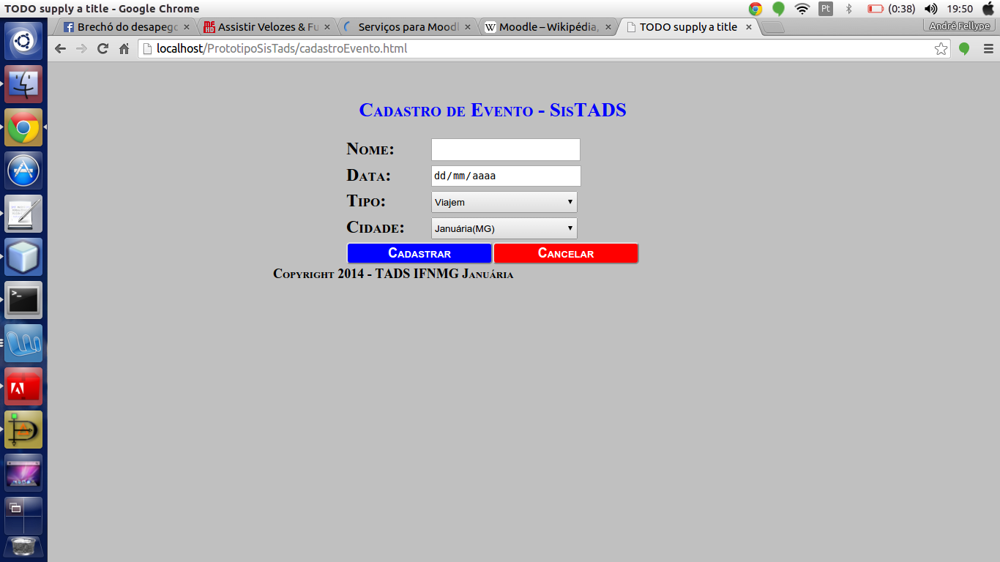 TODO supply a title - Google Chrome
Pt (0:38) 19:50
Brechó do desapego
Assistir Velozes & Fu
Serviços para Moodl
Moodle – Wikipédia,
TODO supply a title
André Fellype
localhost/PrototipoSisTads/cadastroEvento.html
Cadastro de Evento - SisTADS
Nome:
Data: dd/mm/aaaa
Tipo: Viajem
Cidade: Januária(MG)
Cadastrar Cancelar
Copyright 2014 - TADS IFNMG Januária